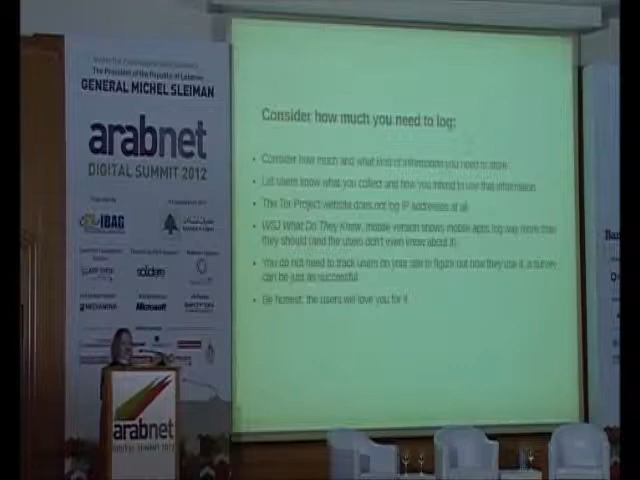 The President of the Republic of Lebanon
GENERAL MICHEL SLEIMAN
arabnet
DIGITAL SUMMIT 2012
IBAG
solidere
MEDIANEWS
Microsoft
Consider how much you need to log:
• Consider how much and what kind of information you need to store
• Let users know what you collect and how you intend to use that information
• The Tor Project website does not log IP addresses at all
• WSJ What Do They Know, mobile version shows mobile apps log way more than
they should (and the users don't even know about it)
• You do not need to track users on your site to figure out how they use it, a survey
can be just as successful
• Be honest, the users will love you for it
arabnet
DIGITAL SUMMIT 2012